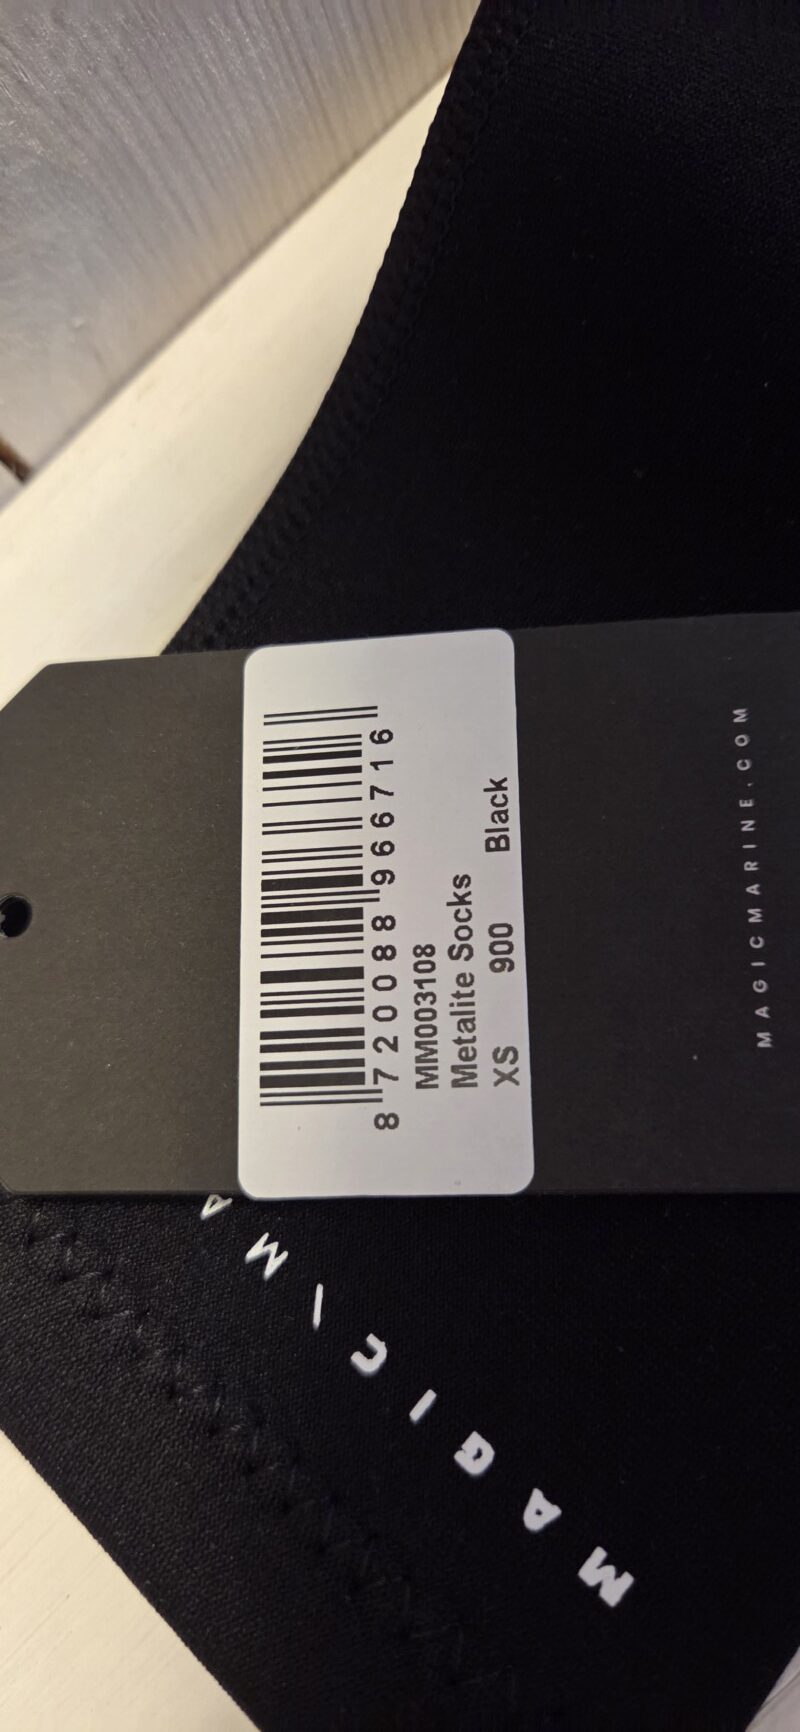 8 720088 966716
MM003108
Metalite Socks
XS 900 Black
MAGICMARINE.COM
MAGIC\MA